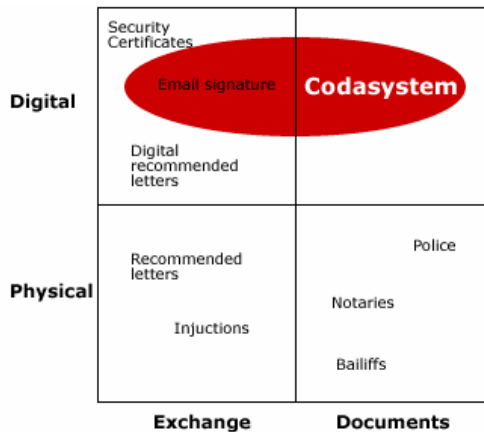 Security
Certificates
Digital
Email signature
Codasystem
Digital
recommended
letters
Physical
Recommended
letters
Injuctions
Police
Notaries
Bailiffs
Exchange
Documents